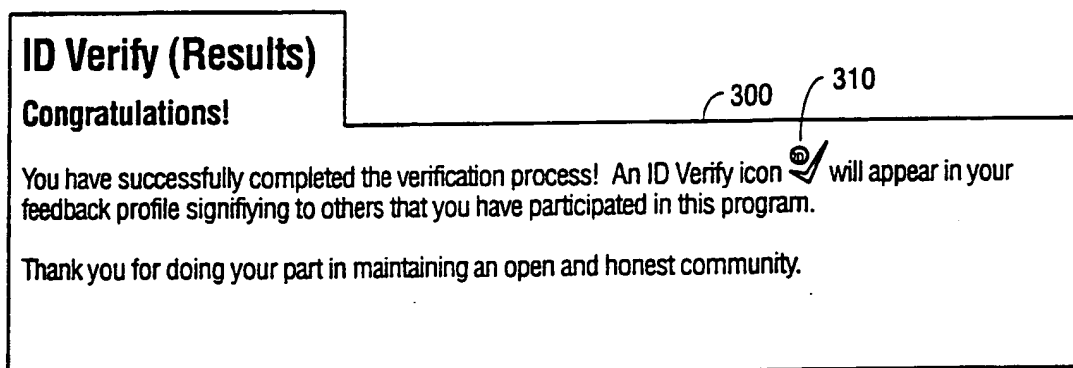 ID Verify (Results)
Congratulations!
300
310
You have successfully completed the verification process! An ID Verify icon ID will appear in your
feedback profile signifiying to others that you have participated in this program.
Thank you for doing your part in maintaining an open and honest community.